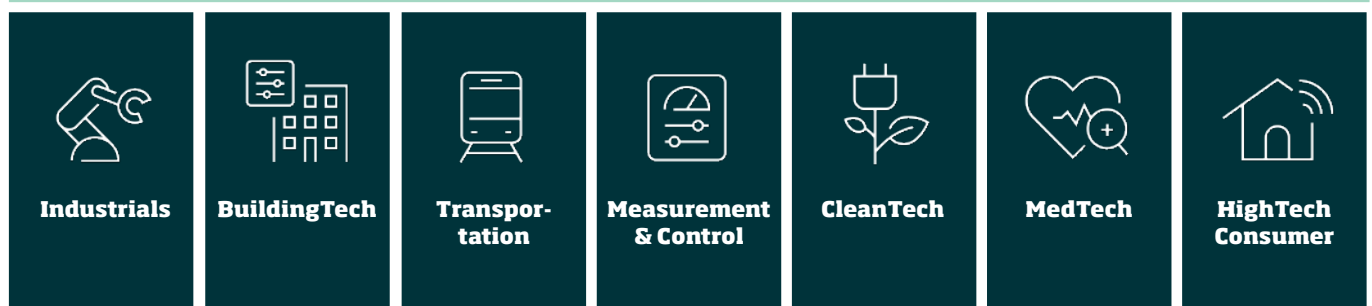 Industrials
BuildingTech
Transpor-
tation
Measurement
& Control
CleanTech
MedTech
HighTech
Consumer